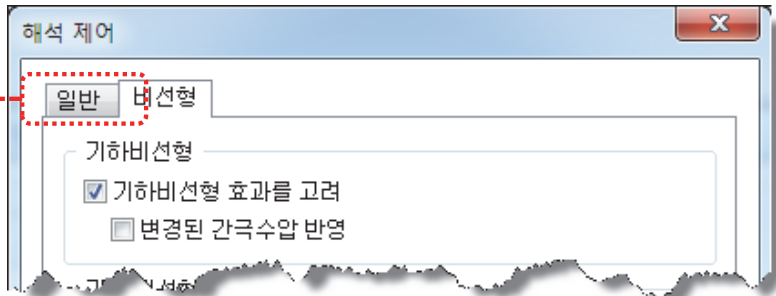 해석 제어
일반 비선형
기하비선형
기하비선형 효과를 고려
변경된 간극수압 반영